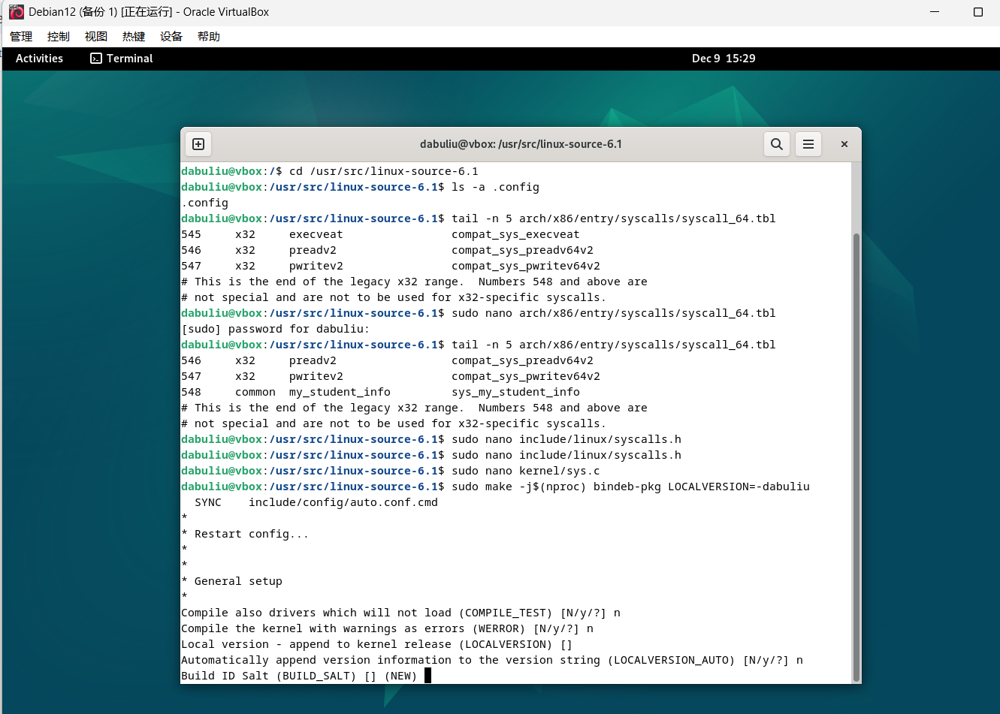 Debian12 (备份 1) [正在运行] - Oracle VirtualBox
管理 控制 视图 热键 设备 帮助
Activities Terminal Dec 9 15:29
dabuliu@vbox: /usr/src/linux-source-6.1
dabuliu@vbox:/$ cd /usr/src/linux-source-6.1
dabuliu@vbox:/usr/src/linux-source-6.1$ ls -a .config
.config
dabuliu@vbox:/usr/src/linux-source-6.1$ tail -n 5 arch/x86/entry/syscalls/syscall_64.tbl
545     x32     execveat                compat_sys_execveat
546     x32     preadv2                 compat_sys_preadv64v2
547     x32     pwritev2                compat_sys_pwritev64v2
# This is the end of the legacy x32 range.  Numbers 548 and above are
# not special and are not to be used for x32-specific syscalls.
dabuliu@vbox:/usr/src/linux-source-6.1$ sudo nano arch/x86/entry/syscalls/syscall_64.tbl
[sudo] password for dabuliu:
dabuliu@vbox:/usr/src/linux-source-6.1$ tail -n 5 arch/x86/entry/syscalls/syscall_64.tbl
546     x32     preadv2                 compat_sys_preadv64v2
547     x32     pwritev2                compat_sys_pwritev64v2
548     common  my_student_info         sys_my_student_info
# This is the end of the legacy x32 range.  Numbers 548 and above are
# not special and are not to be used for x32-specific syscalls.
dabuliu@vbox:/usr/src/linux-source-6.1$ sudo nano include/linux/syscalls.h
dabuliu@vbox:/usr/src/linux-source-6.1$ sudo nano include/linux/syscalls.h
dabuliu@vbox:/usr/src/linux-source-6.1$ sudo nano kernel/sys.c
dabuliu@vbox:/usr/src/linux-source-6.1$ sudo make -j$(nproc) bindeb-pkg LOCALVERSION=-dabuliu
  SYNC    include/config/auto.conf.cmd
*
* Restart config...
*
*
* General setup
*
Compile also drivers which will not load (COMPILE_TEST) [N/y/?] n
Compile the kernel with warnings as errors (WERROR) [N/y/?] n
Local version - append to kernel release (LOCALVERSION) []
Automatically append version information to the version string (LOCALVERSION_AUTO) [N/y/?] n
Build ID Salt (BUILD_SALT) [] (NEW)